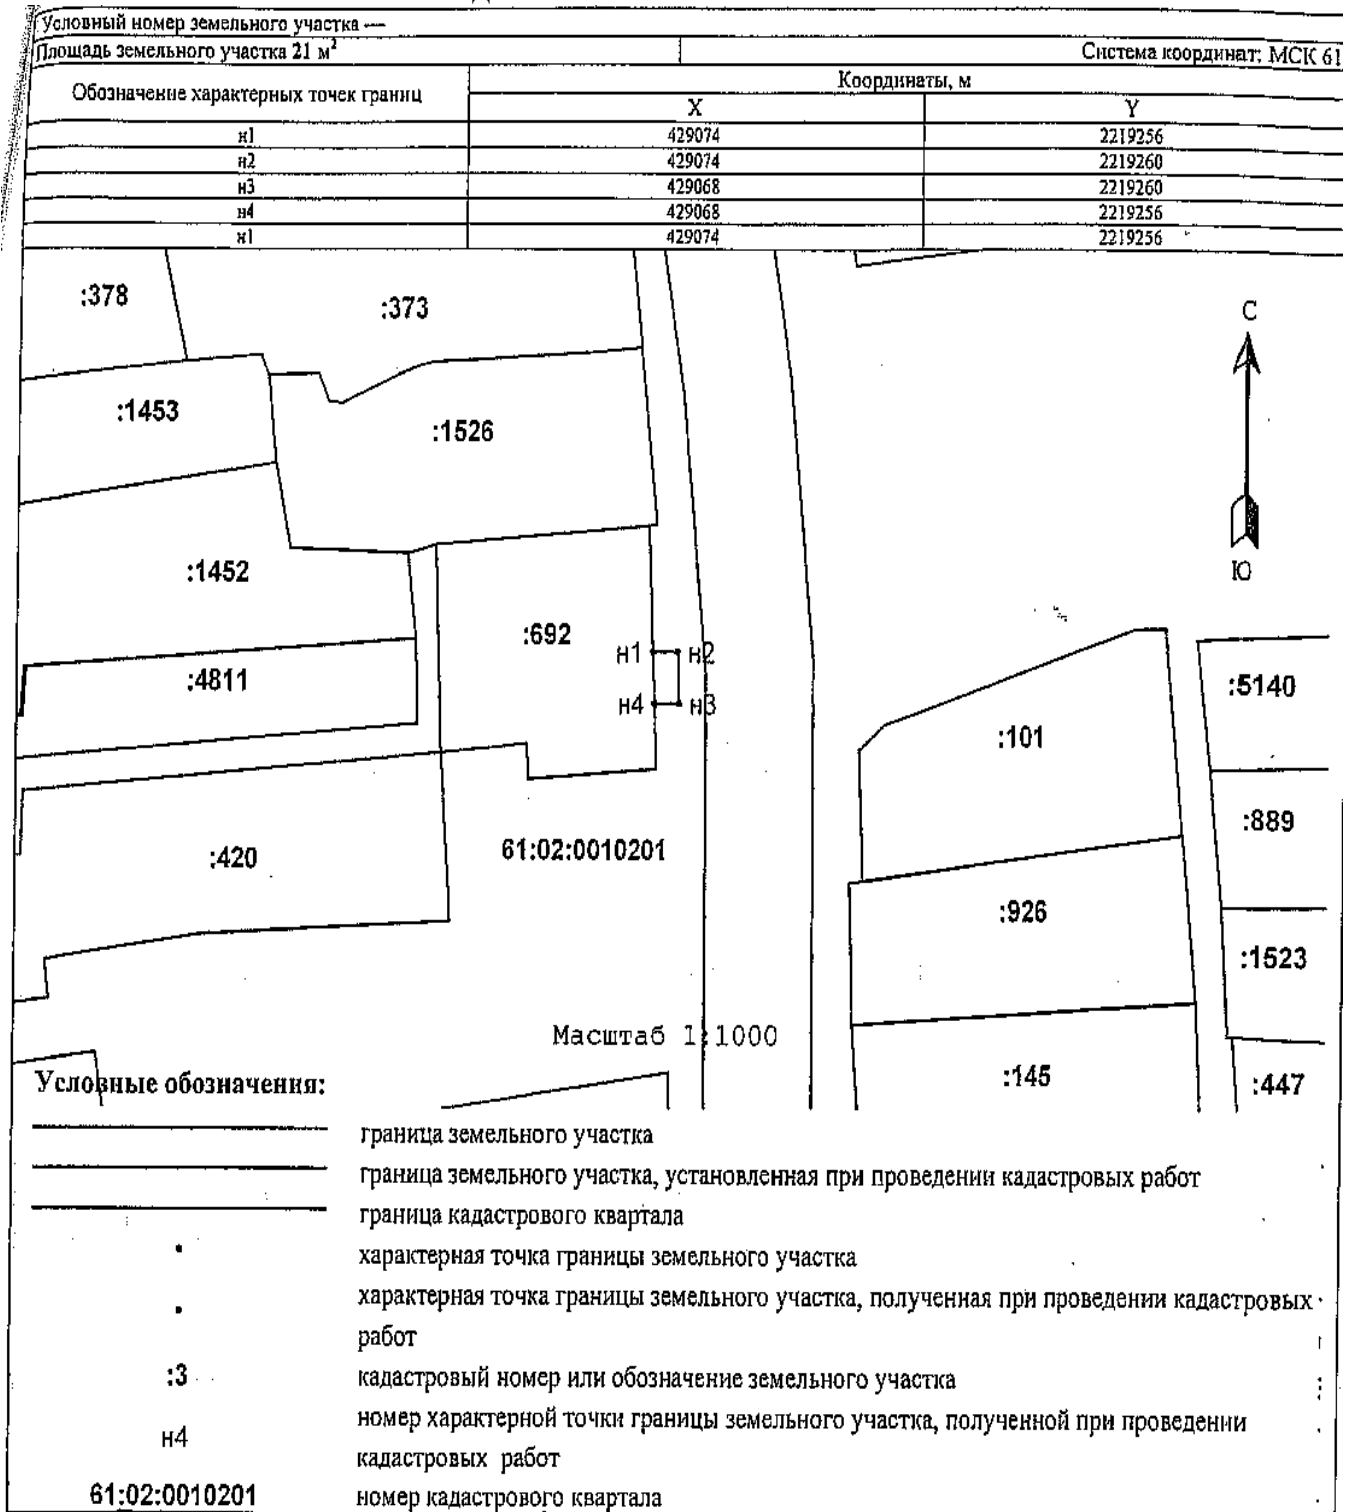 Условный номер земельного участка —
Площадь земельного участка 21 м² Система координат: МСК 61
Обозначение характерных точек границ Координаты, м
X Y
н1 429074 2219256
н2 429074 2219260
н3 429068 2219260
н4 429068 2219256
н1 429074 2219256
:378
:373
С
:1453
:1526
Ю
:1452
:692
н1 н2
:4811
н4 н3
:5140
:101
:889
:420
61:02:0010201
:926
:1523
Масштаб 1:1000
:145
:447
Условные обозначения:
граница земельного участка
граница земельного участка, установленная при проведении кадастровых работ
граница кадастрового квартала
характерная точка границы земельного участка
характерная точка границы земельного участка, полученная при проведении кадастровых
работ
:3 кадастровый номер или обозначение земельного участка
н4 номер характерной точки границы земельного участка, полученной при проведении
кадастровых работ
61:02:0010201 номер кадастрового квартала